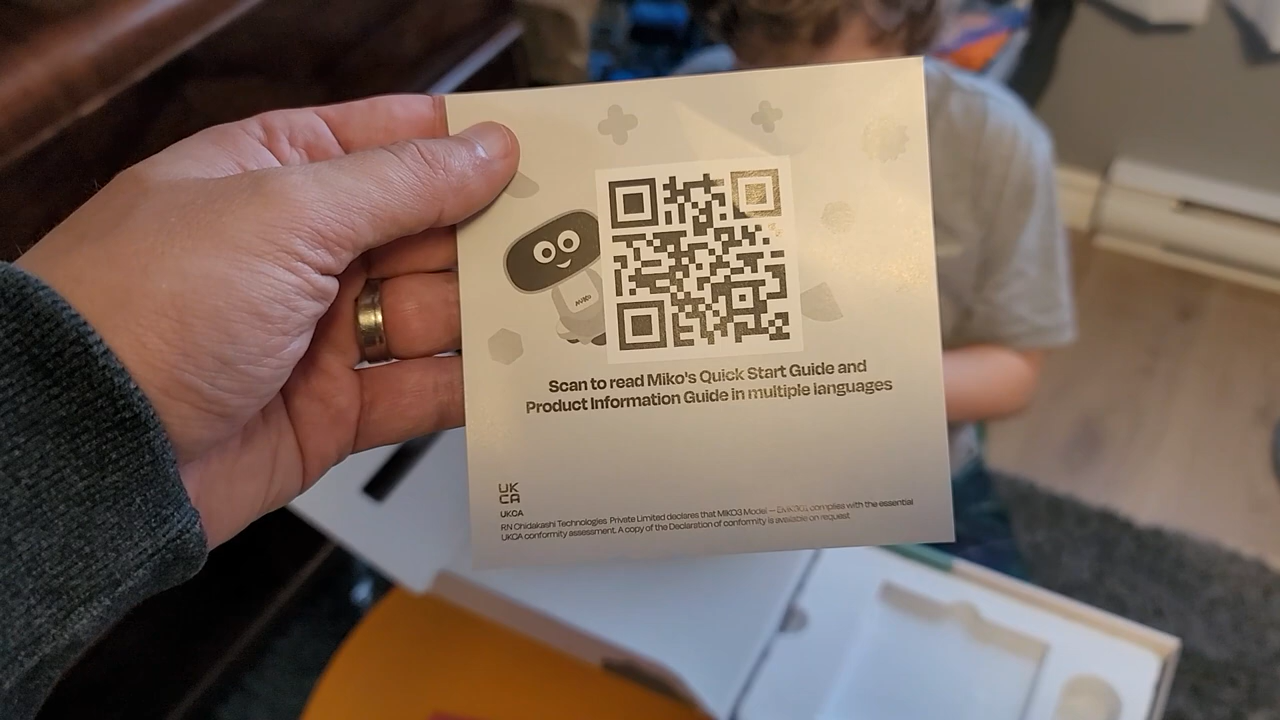 MIKO
Scan to read Miko's Quick Start Guide and
Product Information Guide in multiple languages
UK
CA
UKCA
RN Chidakashi Technologies Private Limited declares that MIKO3 Model – complies with the essential
UKCA conformity assessment. A copy of the Declaration of conformity is available on request